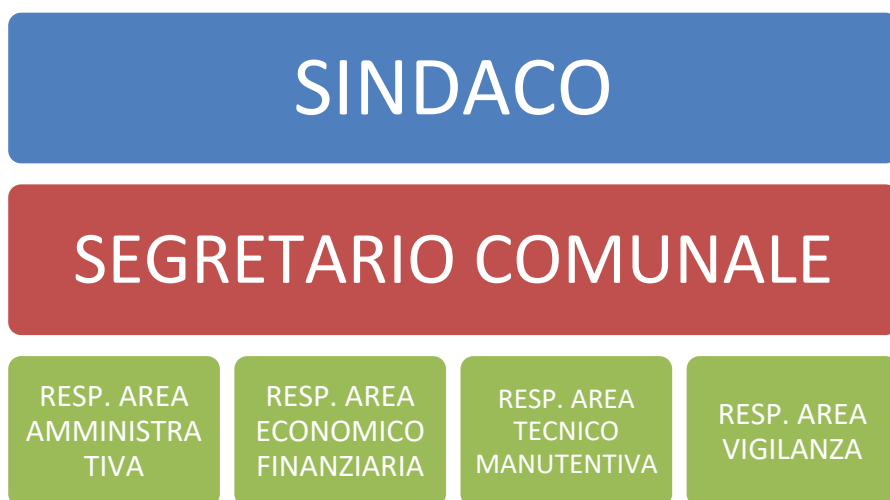 SINDACO
SEGRETARIO COMUNALE
RESP. AREA
AMMINISTRA
TIVA
RESP. AREA
ECONOMICO
FINANZIARIA
RESP. AREA
TECNICO
MANUTENTIVA
RESP. AREA
VIGILANZA